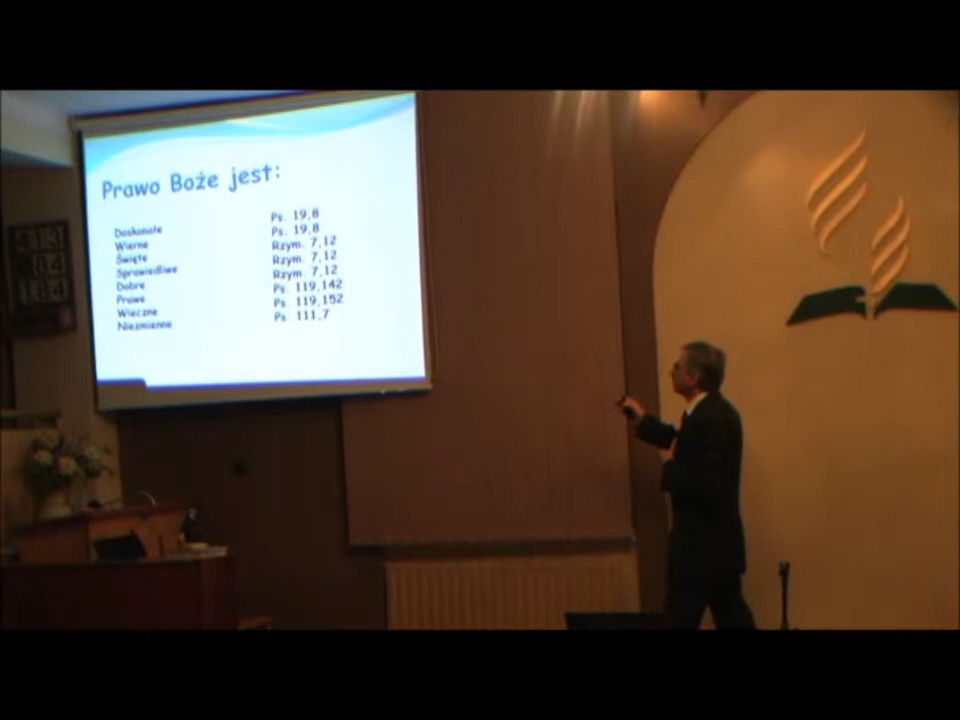 Prawo Boże jest:
Doskonałe Ps. 19,8
Wierne Ps. 19,8
Święte Rzym. 7,12
Sprawiedliwe Rzym. 7,12
Dobre Rzym. 7,12
Prawe Ps. 119,142
Wieczne Ps. 119,152
Niezmienne Ps. 111,7
184